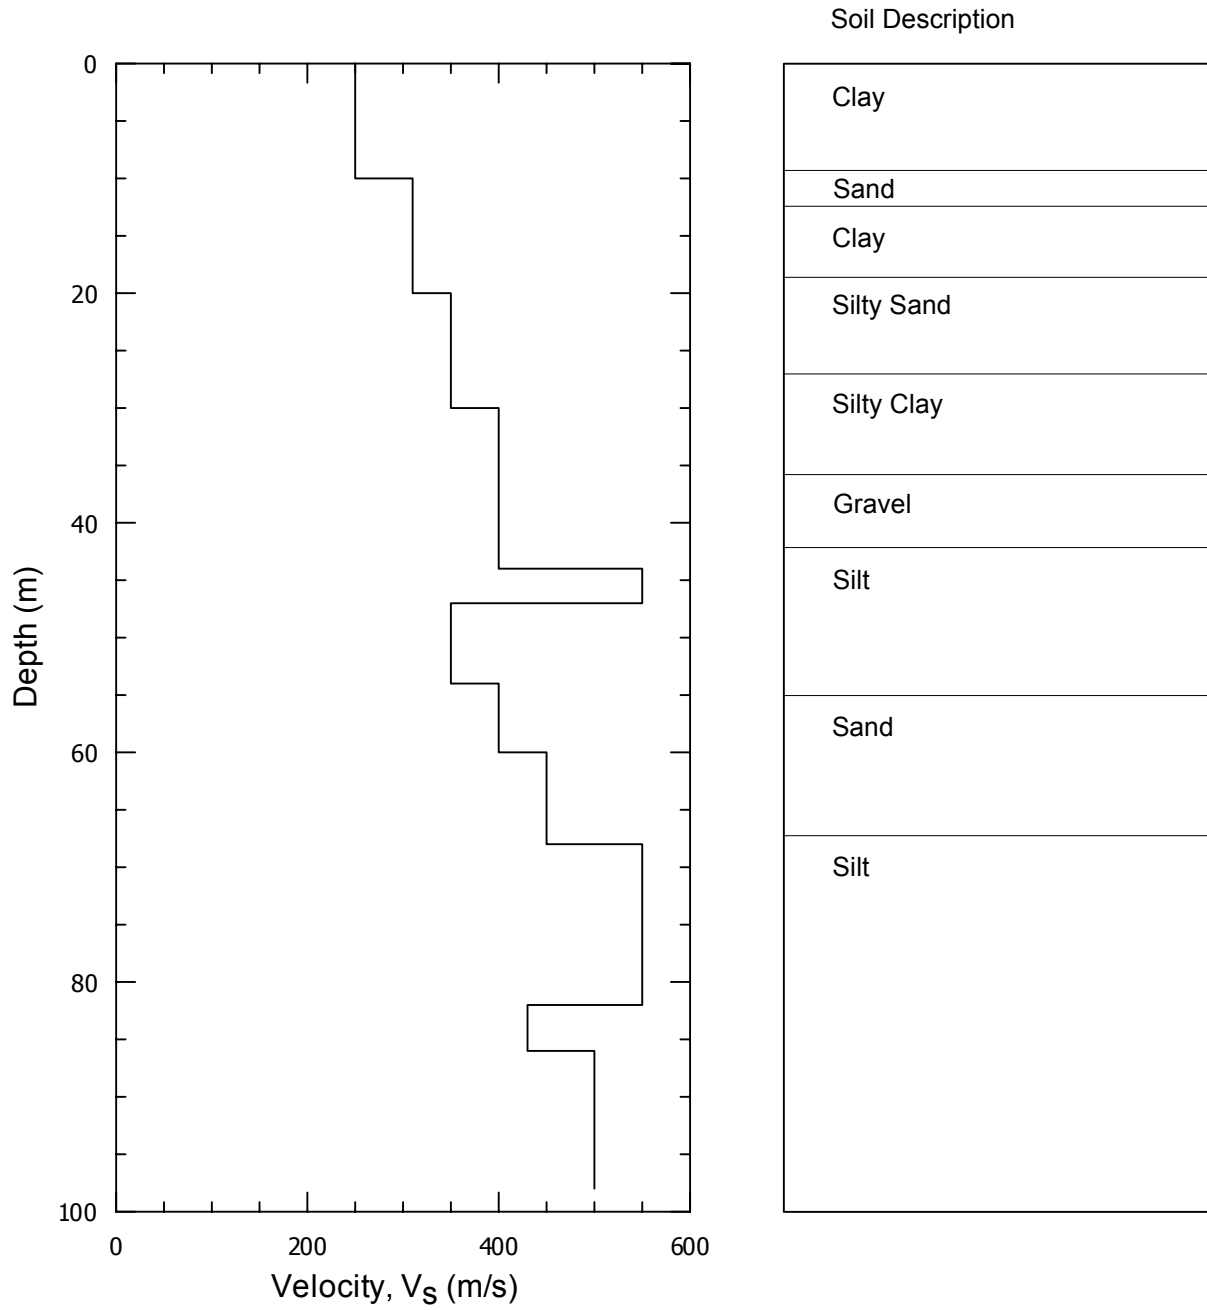 Soil Description
0
Clay
Sand
Clay
20
Silty Sand
Silty Clay
Gravel
40
Silt
Depth (m)
Sand
60
Silt
80
100
0 200 400 600
Velocity, Vs (m/s)